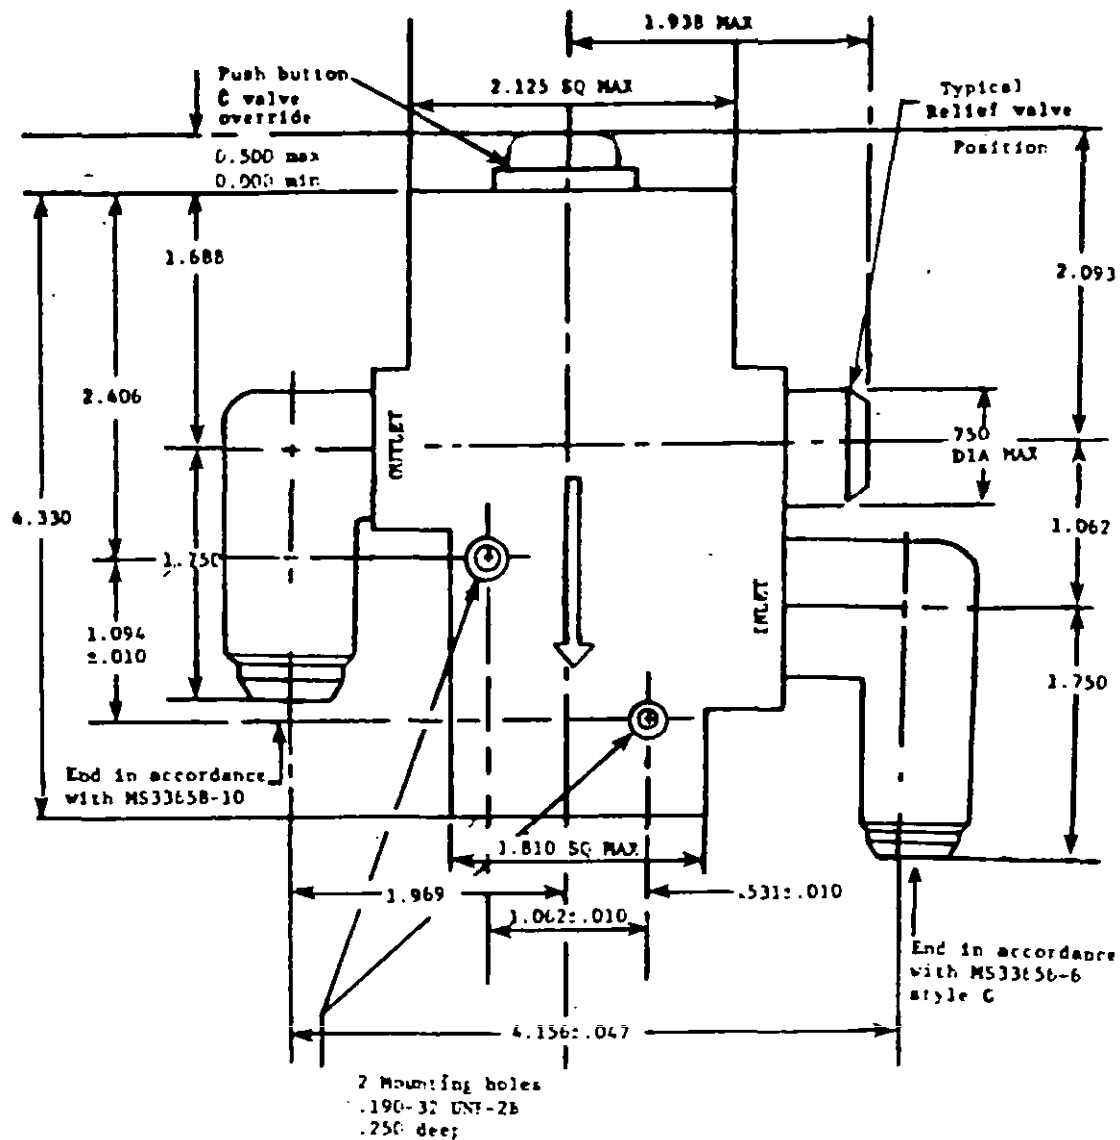 1.938 MAX
Push button
& valve
override
2.125 SQ MAX
Typical
Relief valve
Position
0.500 max
0.000 min
1.688
2.093
2.406
OUTLET
.750
DIA MAX
4.330
1.750
1.062
INLET
1.094
±.010
1.750
End in accordance
with MS33658-10
1.810 SQ MAX
1.969
.531±.010
1.062±.010
End in accordance
with MS33656-6
style
4.156±.047
2 Mounting holes
.190-32 UNF-2B
.250 deep